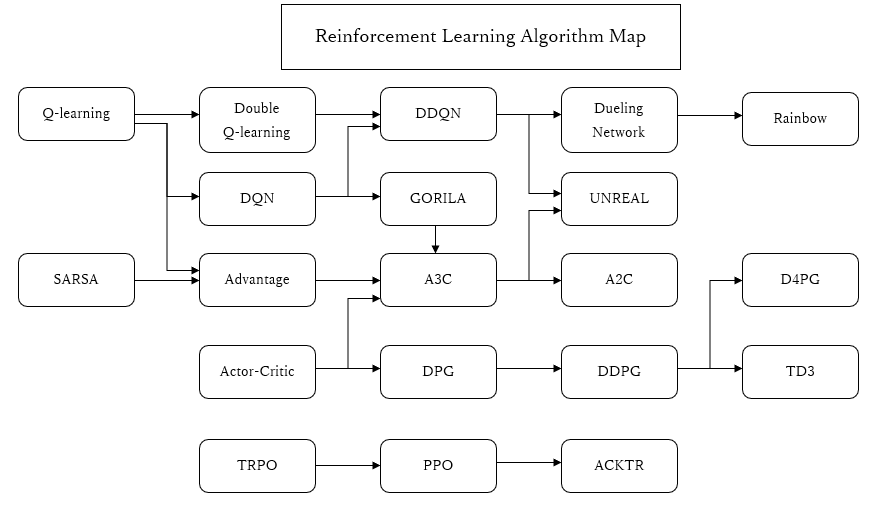 Reinforcement Learning Algorithm Map
Q-learning
Double
Q-learning
DDQN
Dueling
Network
Rainbow
DQN
GORILA
UNREAL
SARSA
Advantage
A3C
A2C
D4PG
Actor-Critic
DPG
DDPG
TD3
TRPO
PPO
ACKTR